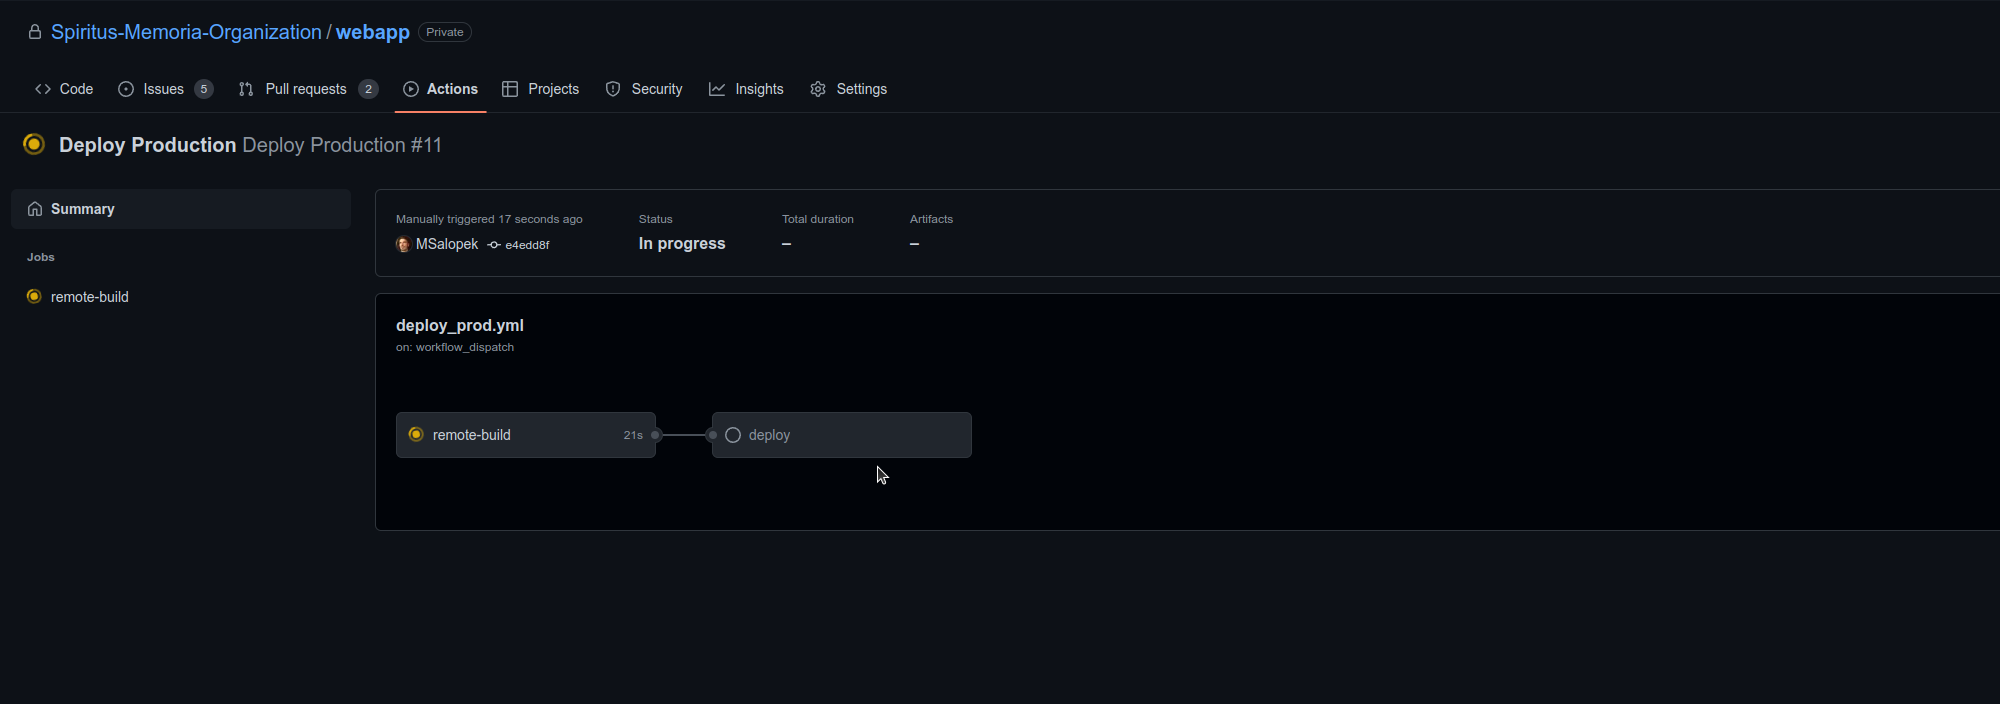 Spiritus-Memoria-Organization / webapp Private
Code Issues 5 Pull requests 2 Actions Projects Security Insights Settings
Deploy Production Deploy Production #11
Summary
Jobs
remote-build
Manually triggered 17 seconds ago Status Total duration Artifacts
MSalopek e4edd8f In progress – –
deploy_prod.yml
on: workflow_dispatch
remote-build 21s deploy